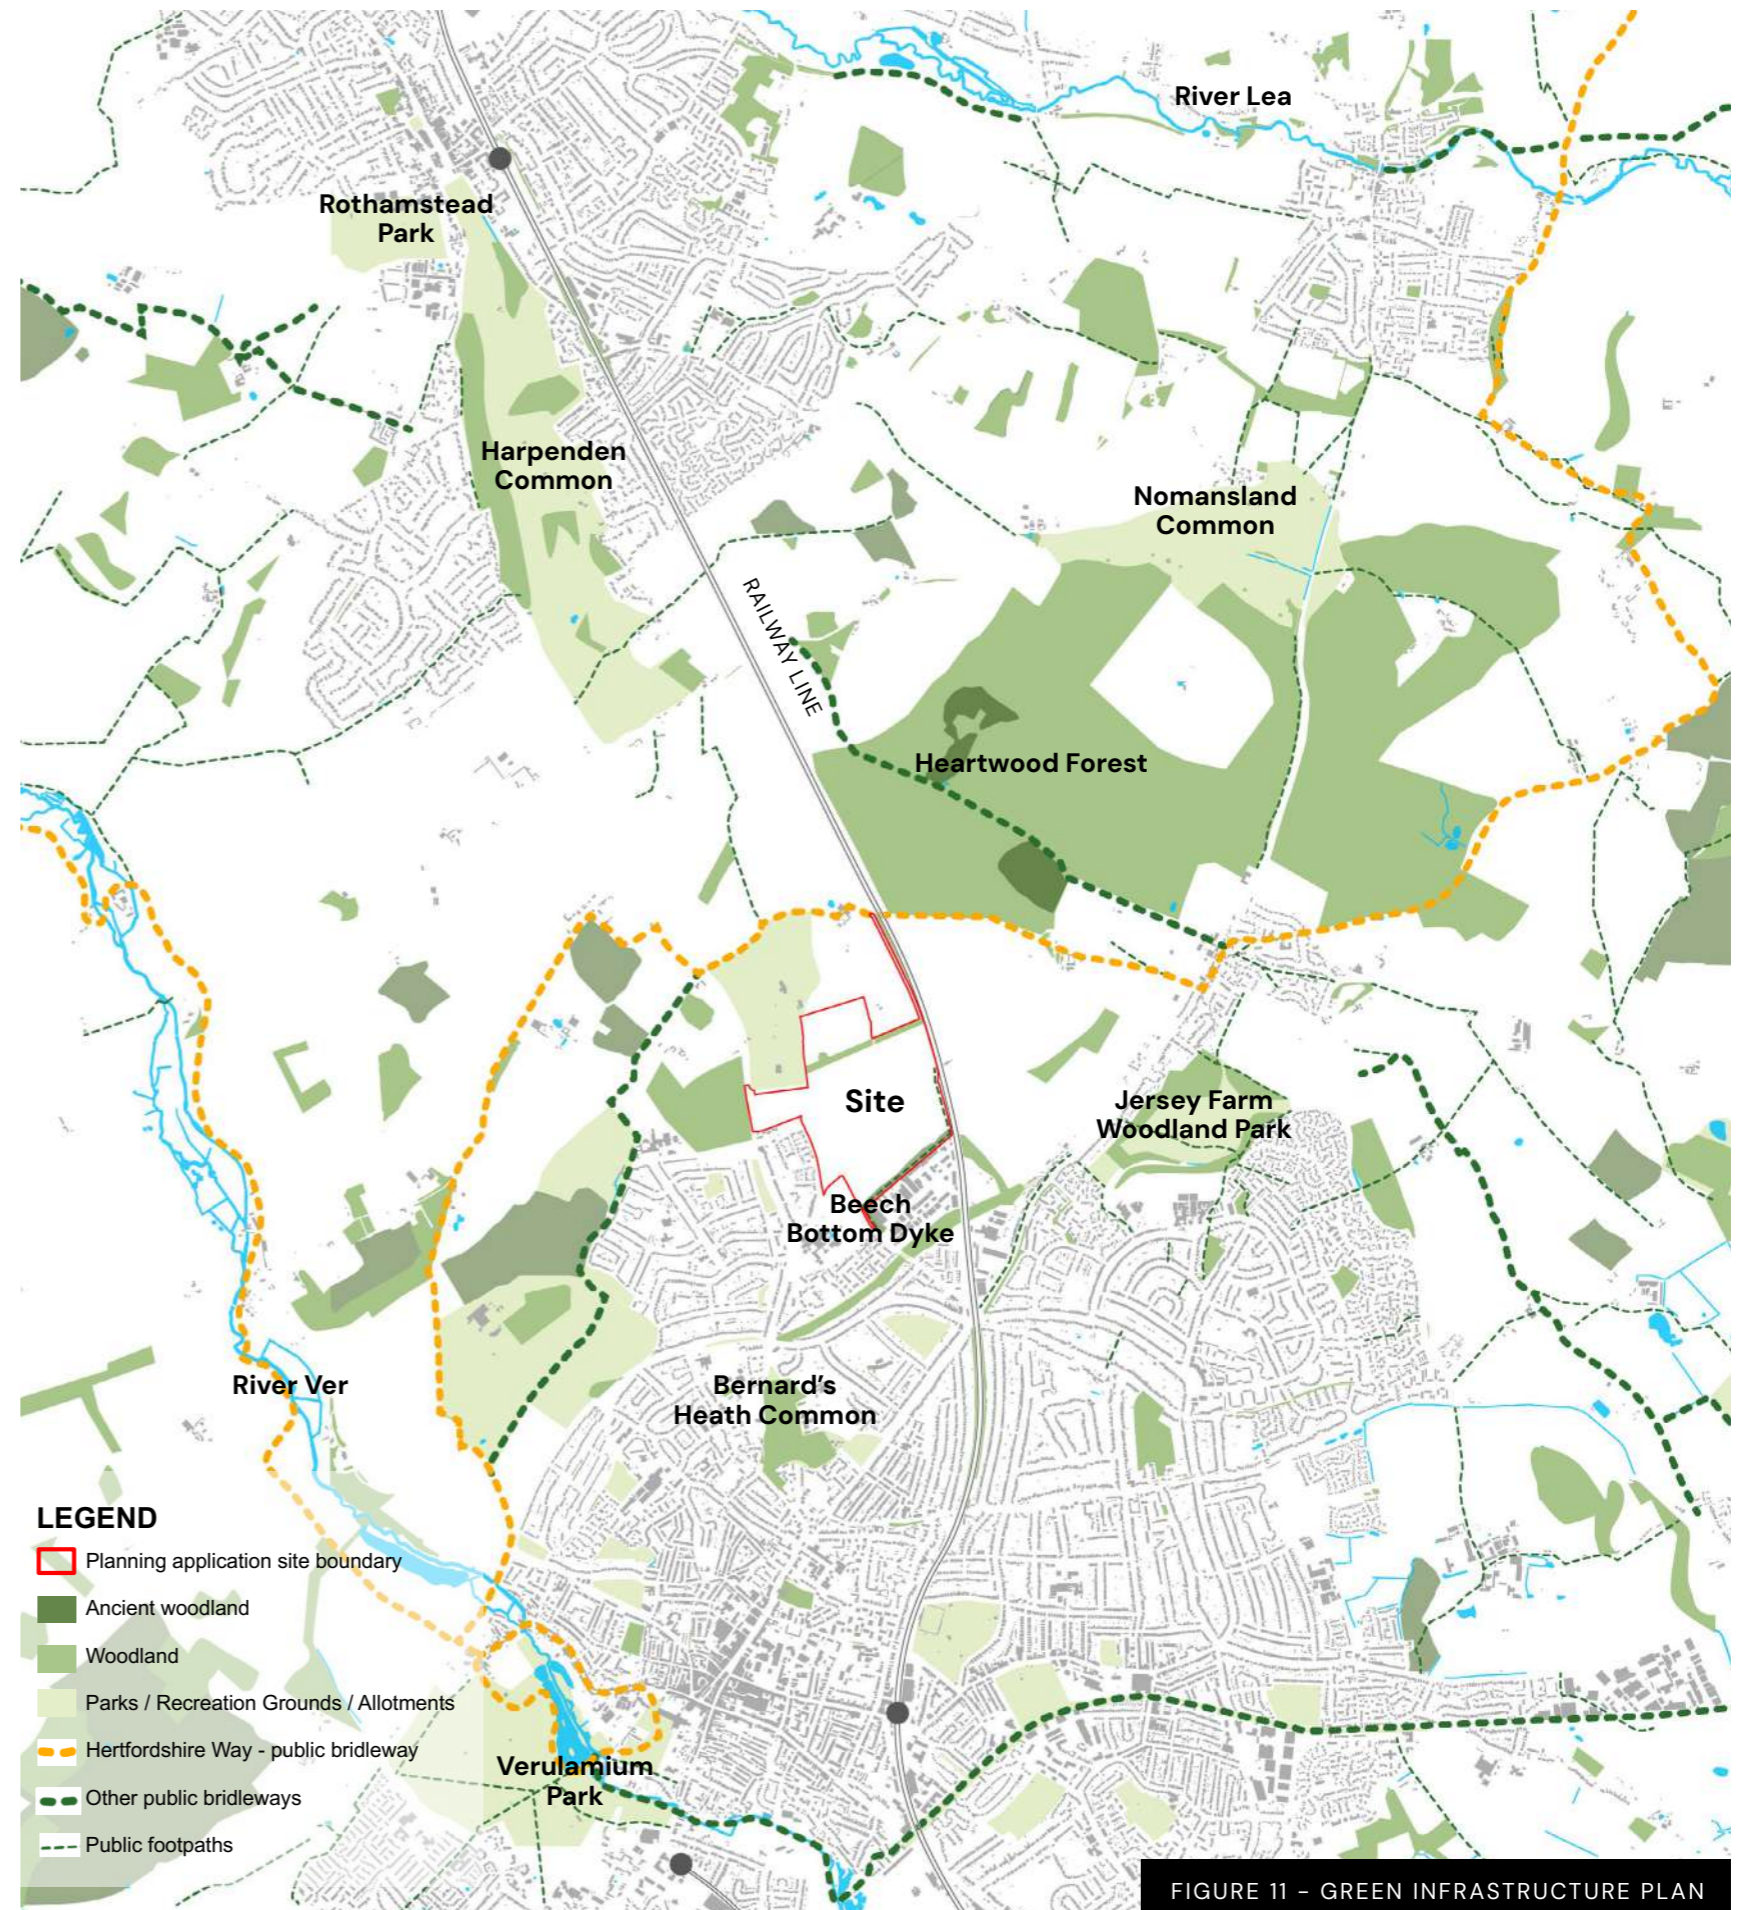 River Lea
Rothamstead
Park
Harpenden
Common
Nomansland
Common
RAILWAY LINE
Heartwood Forest
Site
Jersey Farm
Woodland Park
Beech
Bottom Dyke
River Ver
Bernard's
Heath Common
Verulamium
Park
LEGEND
Planning application site boundary
Ancient woodland
Woodland
Parks / Recreation Grounds / Allotments
Hertfordshire Way - public bridleway
Other public bridleways
Public footpaths
FIGURE 11 – GREEN INFRASTRUCTURE PLAN